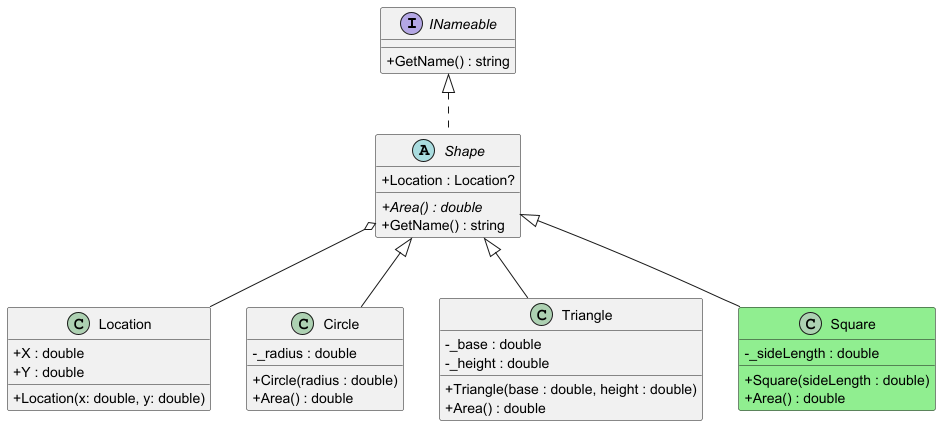 I INameable
+GetName() : string
A Shape
+Location : Location?
+Area() : double
+GetName() : string
C Location
+X : double
+Y : double
+Location(x: double, y: double)
C Circle
-_radius : double
+Circle(radius : double)
+Area() : double
C Triangle
-_base : double
-_height : double
+Triangle(base : double, height : double)
+Area() : double
C Square
-_sideLength : double
+Square(sideLength : double)
+Area() : double